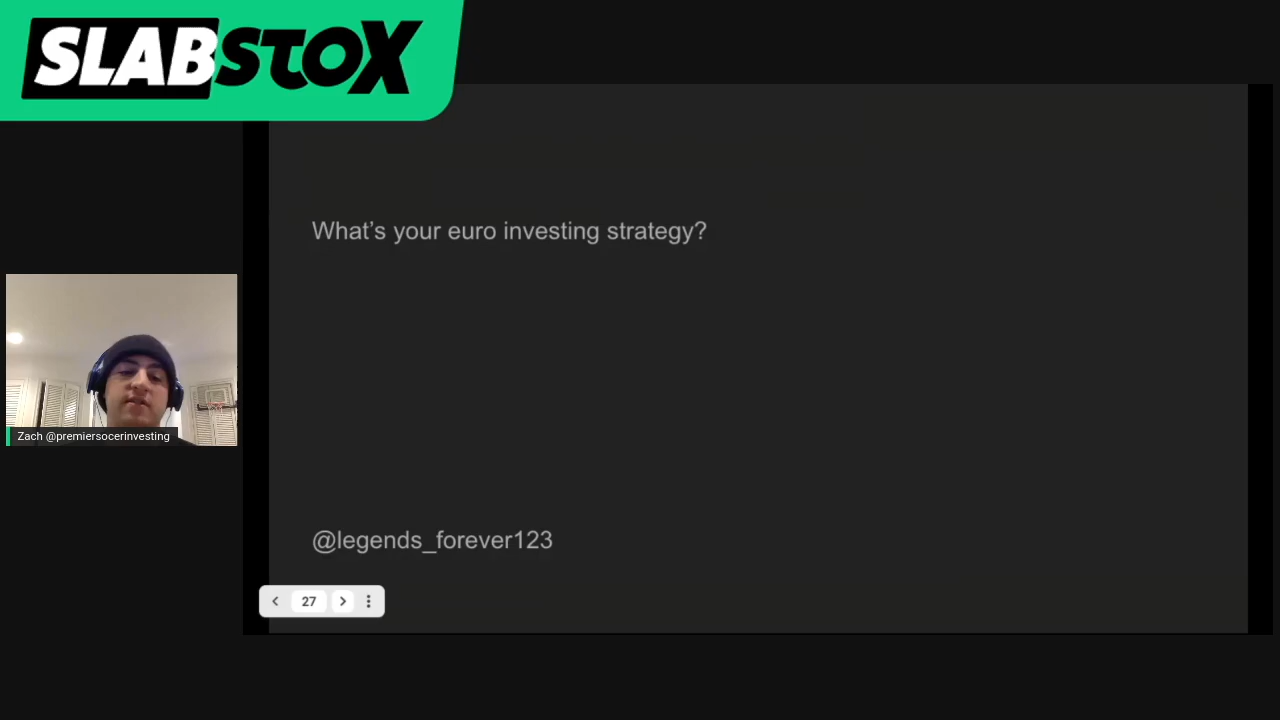 SLABSTOX
What's your euro investing strategy?
Zach @premiersocerinvesting
@legends_forever123
27